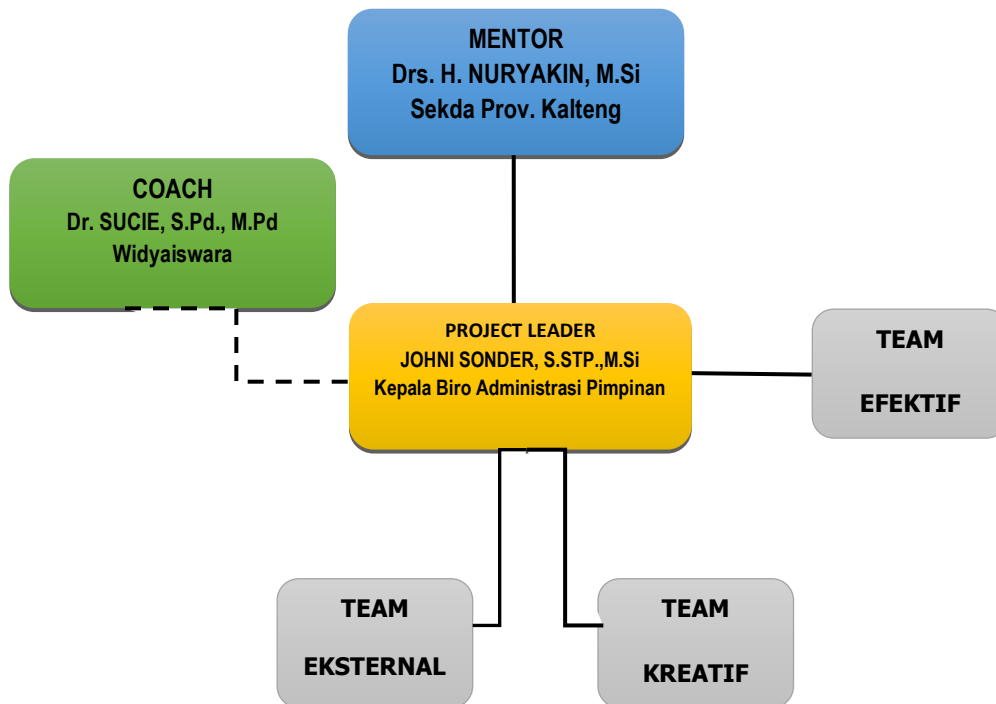 MENTOR
Drs. H. NURYAKIN, M.Si
Sekda Prov. Kalteng
COACH
Dr. SUCIE, S.Pd., M.Pd
Widyaiswara
PROJECT LEADER
JOHNI SONDER, S.STP.,M.Si
Kepala Biro Administrasi Pimpinan
TEAM
EFEKTIF
TEAM
EKSTERNAL
TEAM
KREATIF